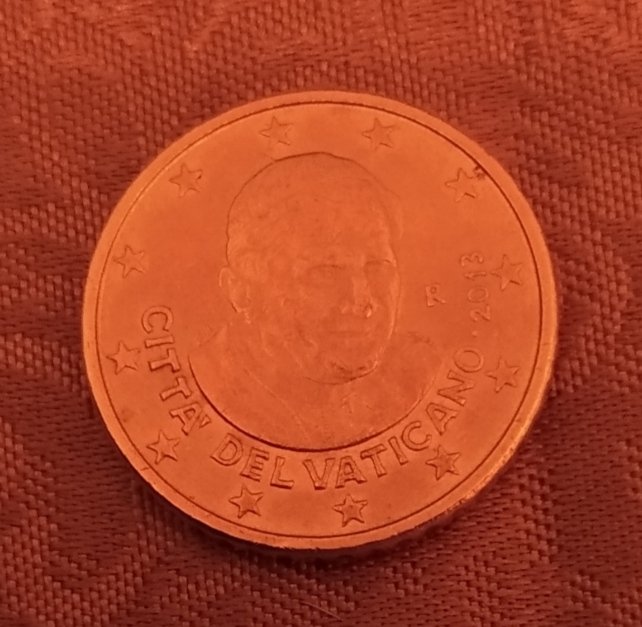 CITTA' DEL VATICANO · 2013
R